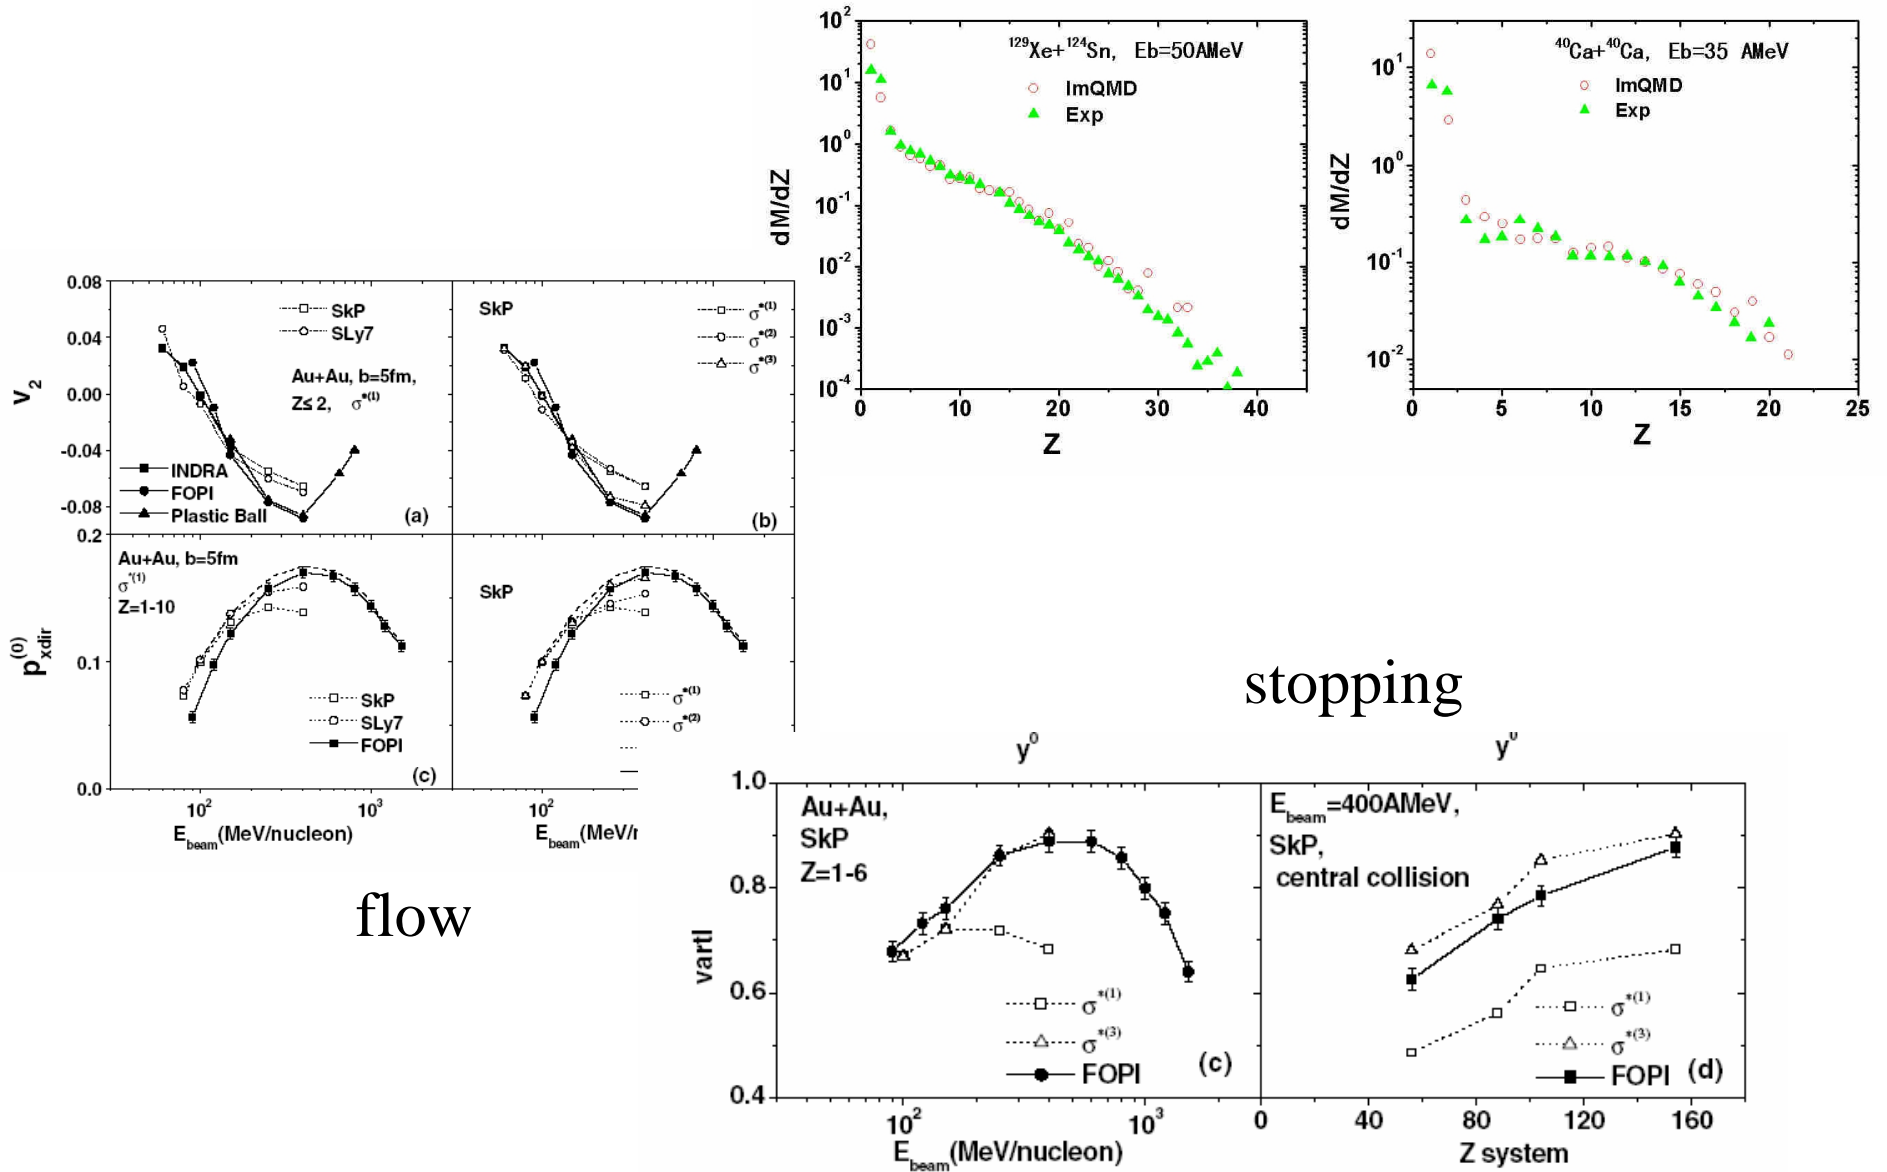 10²
10¹
10⁰
10⁻¹
10⁻²
10⁻³
10⁻⁴
dM/dZ
¹²⁹Xe+¹²⁴Sn, Eb=50AMeV
ImQMD
Exp
0 10 20 30 40
Z
10¹
10⁰
10⁻¹
10⁻²
dM/dZ
⁴⁰Ca+⁴⁰Ca, Eb=35 AMeV
ImQMD
Exp
0 5 10 15 20 25
Z
0.08
0.04
0.00
-0.04
-0.08
v₂
SkP
SLy7
Au+Au, b=5fm,
Z≤ 2, σ*⁽¹⁾
INDRA
FOPI
Plastic Ball
(a)
SkP
σ*⁽¹⁾
σ*⁽²⁾
σ*⁽³⁾
(b)
0.2
0.1
0.0
p⁽⁰⁾xdir
Au+Au, b=5fm
σ*⁽¹⁾
Z=1-10
SkP
SLy7
FOPI
(c)
10² 10³
E_beam(MeV/nucleon)
SkP
σ*⁽¹⁾
σ*⁽²⁾
10²
E_beam(MeV/r
flow
stopping
y⁰ y⁰
1.0
0.8
0.6
0.4
vartl
Au+Au,
SkP
Z=1-6
σ*⁽¹⁾
σ*⁽³⁾
FOPI
(c)
10² 10³
E_beam(MeV/nucleon)
E_beam=400AMeV,
SkP,
central collision
σ*⁽¹⁾
σ*⁽³⁾
FOPI
(d)
0 40 80 120 160
Z system